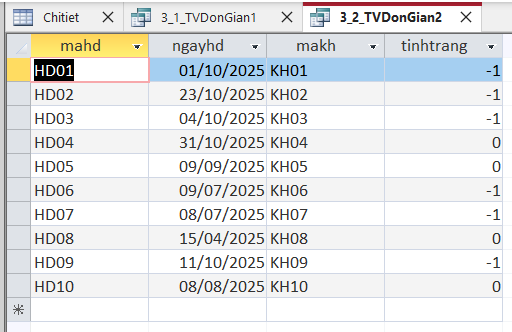 Chitiet 3_1_TVDonGian1 3_2_TVDonGian2
mahd ngayhd makh tinhtrang
HD01 01/10/2025 KH01 -1
HD02 23/10/2025 KH02 -1
HD03 04/10/2025 KH03 -1
HD04 31/10/2025 KH04 0
HD05 09/09/2025 KH05 0
HD06 09/07/2025 KH06 -1
HD07 08/07/2025 KH07 -1
HD08 15/04/2025 KH08 0
HD09 11/10/2025 KH09 -1
HD10 08/08/2025 KH10 0